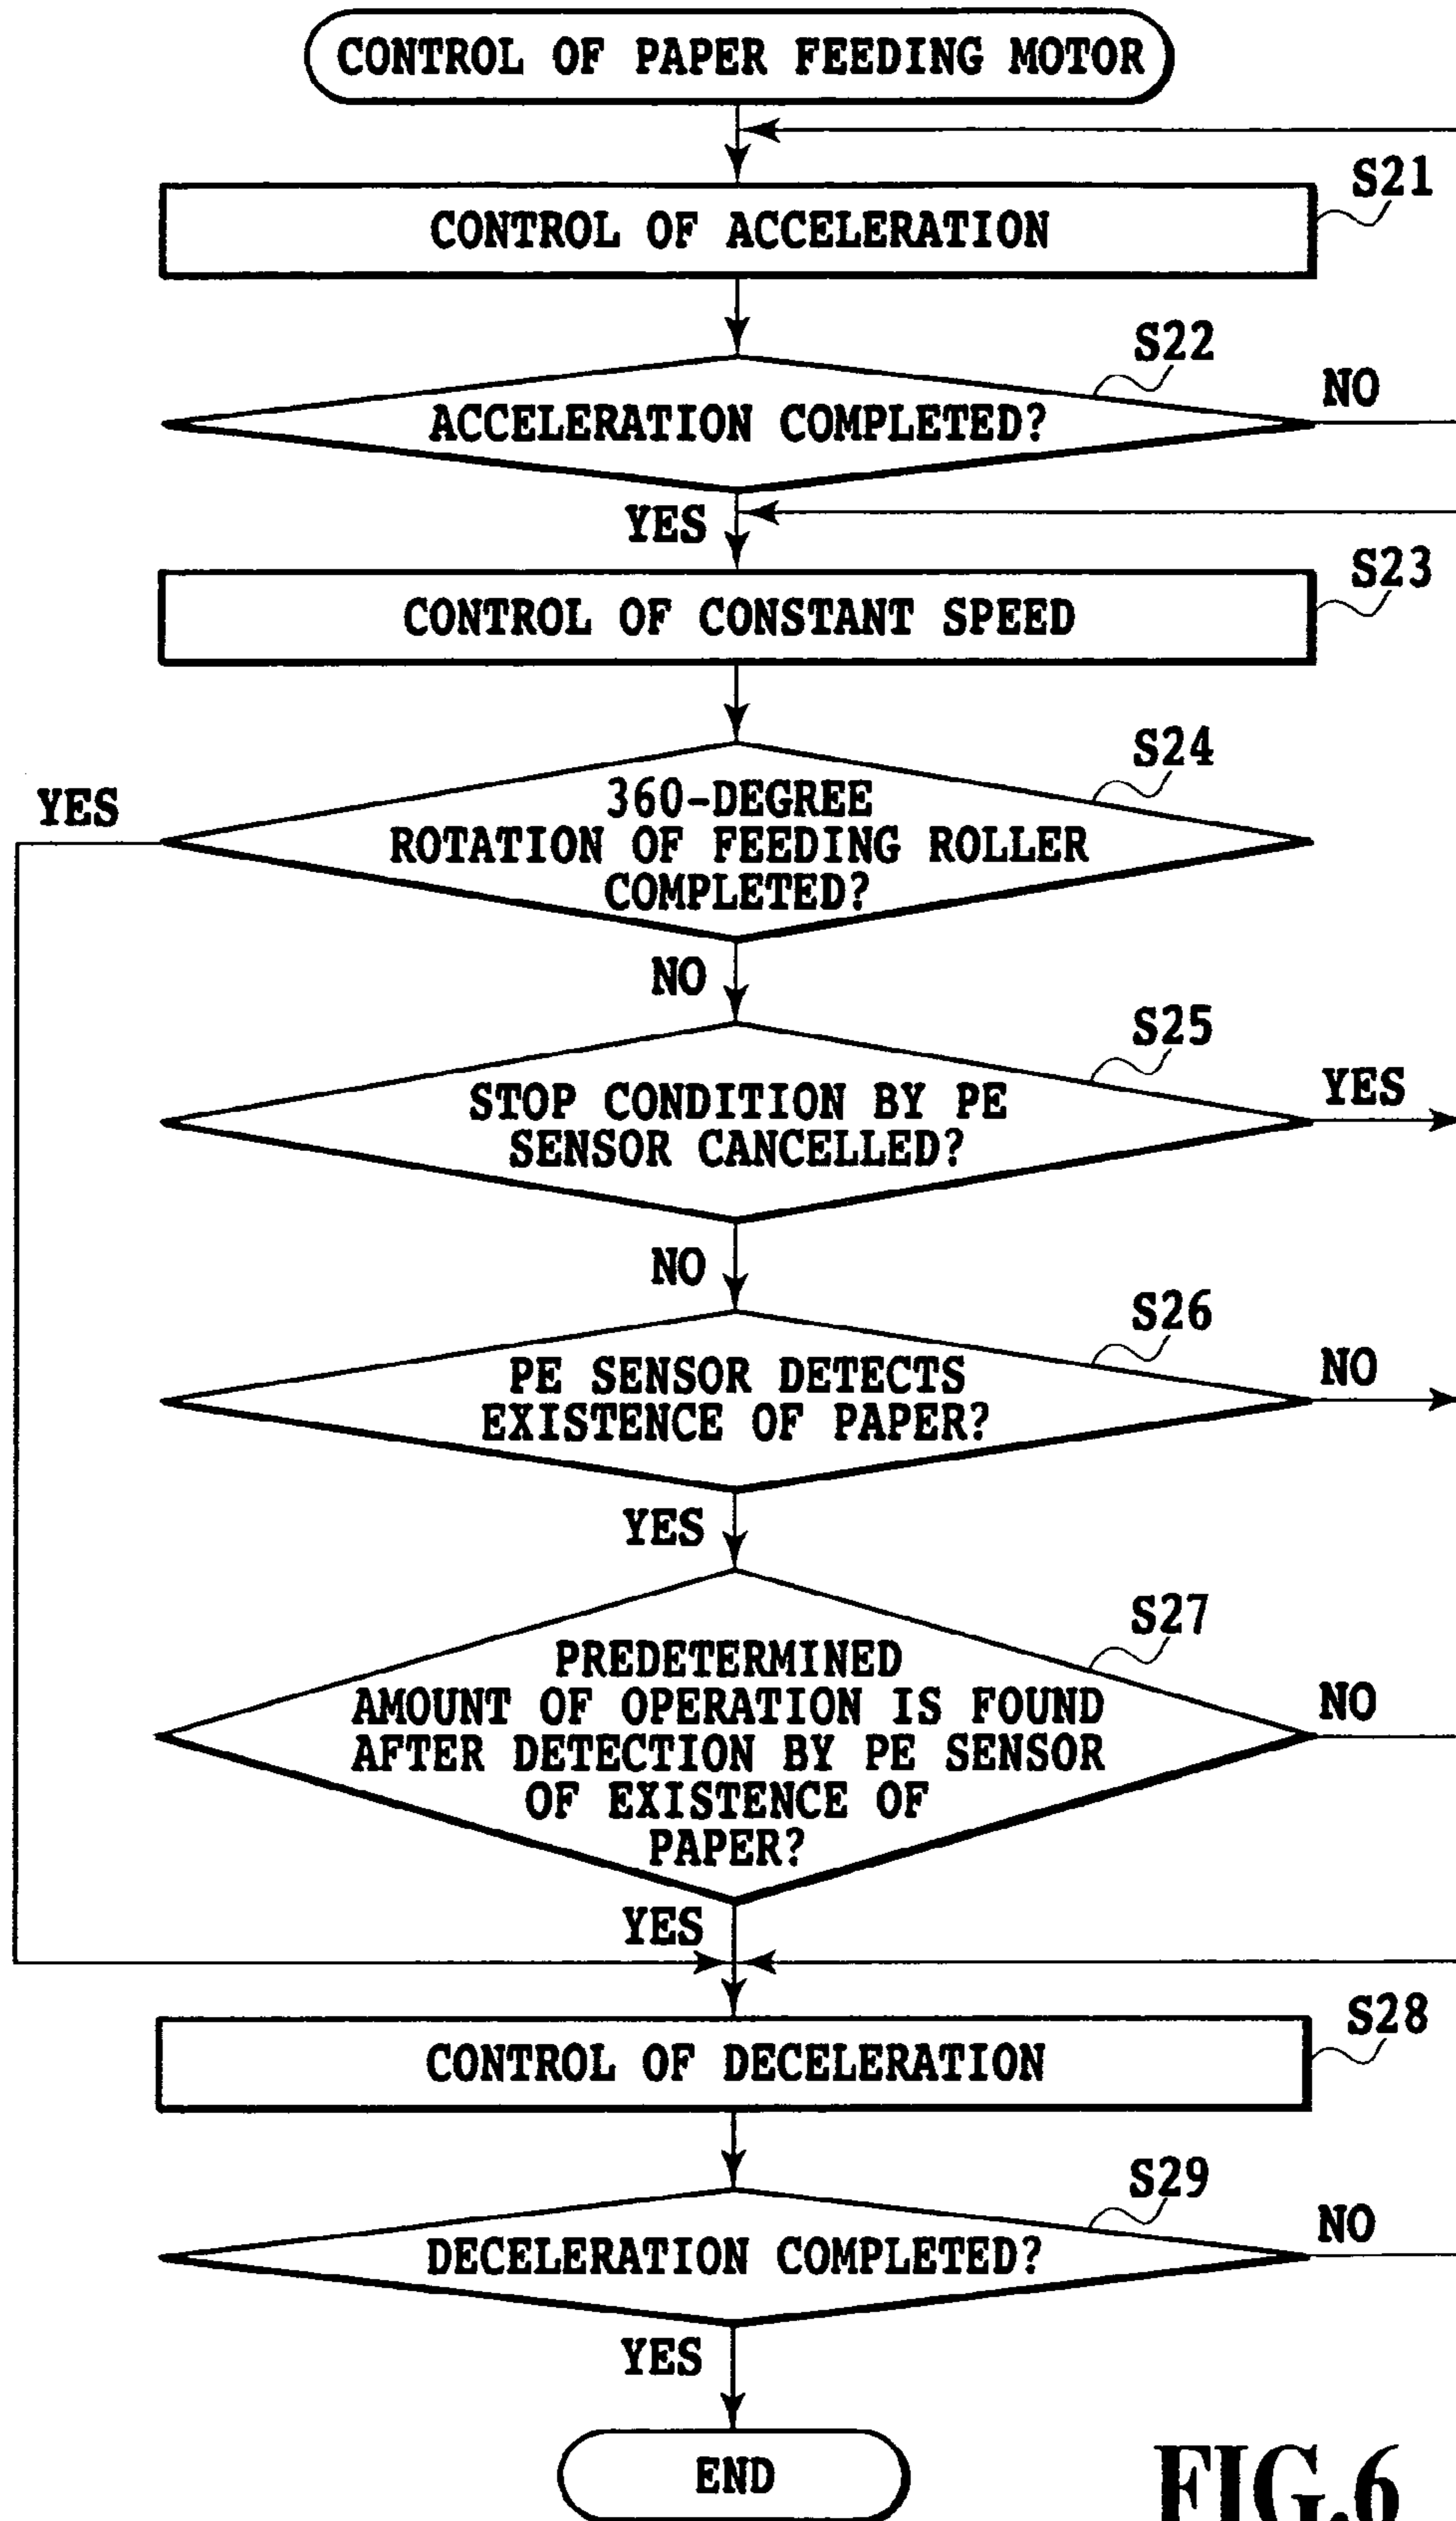 CONTROL OF PAPER FEEDING MOTOR
S21
CONTROL OF ACCELERATION
S22
NO
ACCELERATION COMPLETED?
YES
S23
CONTROL OF CONSTANT SPEED
S24
YES
360-DEGREE
ROTATION OF FEEDING ROLLER
COMPLETED?
NO
S25
YES
STOP CONDITION BY PE
SENSOR CANCELLED?
NO
S26
NO
PE SENSOR DETECTS
EXISTENCE OF PAPER?
YES
S27
PREDETERMINED
NO
AMOUNT OF OPERATION IS FOUND
AFTER DETECTION BY PE SENSOR
OF EXISTENCE OF
PAPER?
YES
S28
CONTROL OF DECELERATION
S29
NO
DECELERATION COMPLETED?
YES
END
FIG.6